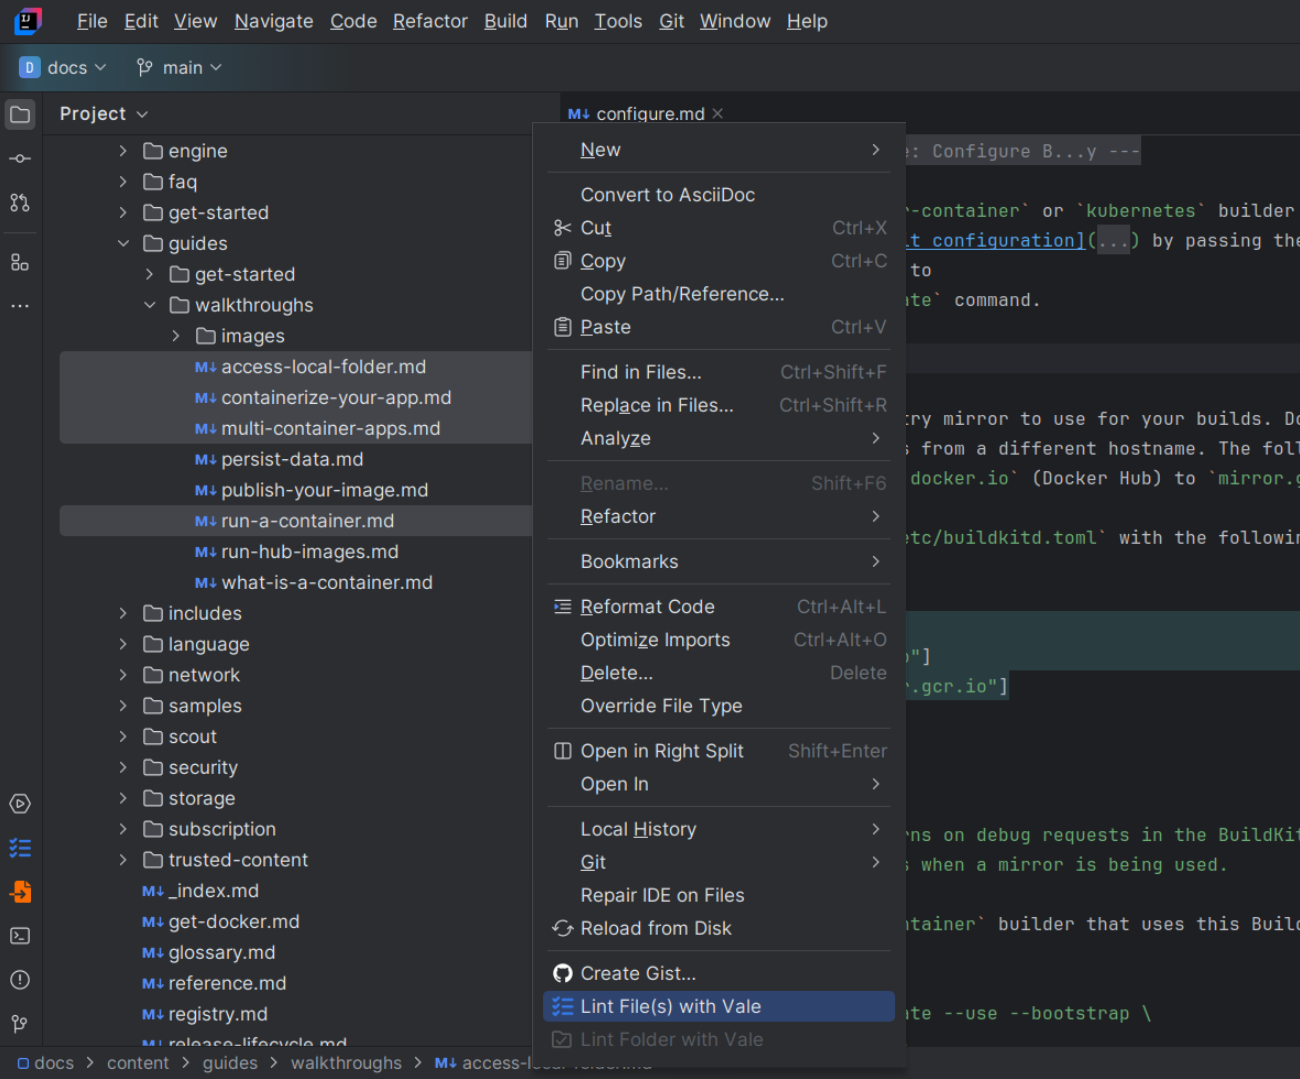 File Edit View Navigate Code Refactor Build Run Tools Git Window Help
D docs main
Project
configure.md
engine
faq
get-started
guides
get-started
walkthroughs
images
access-local-folder.md
containerize-your-app.md
multi-container-apps.md
persist-data.md
publish-your-image.md
run-a-container.md
run-hub-images.md
what-is-a-container.md
includes
language
network
samples
scout
security
storage
subscription
trusted-content
_index.md
get-docker.md
glossary.md
reference.md
registry.md
release-lifecycle.md
New
Convert to AsciiDoc
Cut Ctrl+X
Copy Ctrl+C
Copy Path/Reference...
Paste Ctrl+V
Find in Files... Ctrl+Shift+F
Replace in Files... Ctrl+Shift+R
Analyze
Rename... Shift+F6
Refactor
Bookmarks
Reformat Code Ctrl+Alt+L
Optimize Imports Ctrl+Alt+O
Delete... Delete
Override File Type
Open in Right Split Shift+Enter
Open In
Local History
Git
Repair IDE on Files
Reload from Disk
Create Gist...
Lint File(s) with Vale
Lint Folder with Vale
: Configure B...y ---
-container` or `kubernetes` builder
t configuration](...) by passing the
to
te` command.
ry mirror to use for your builds.
s from a different hostname. The
docker.io` (Docker Hub) to `mirror.
etc/buildkitd.toml` with the
"]
.gcr.io"]
ns on debug requests in the
s when a mirror is being used.
tainer` builder that uses this
te --use --bootstrap \
docs > content > guides > walkthroughs >